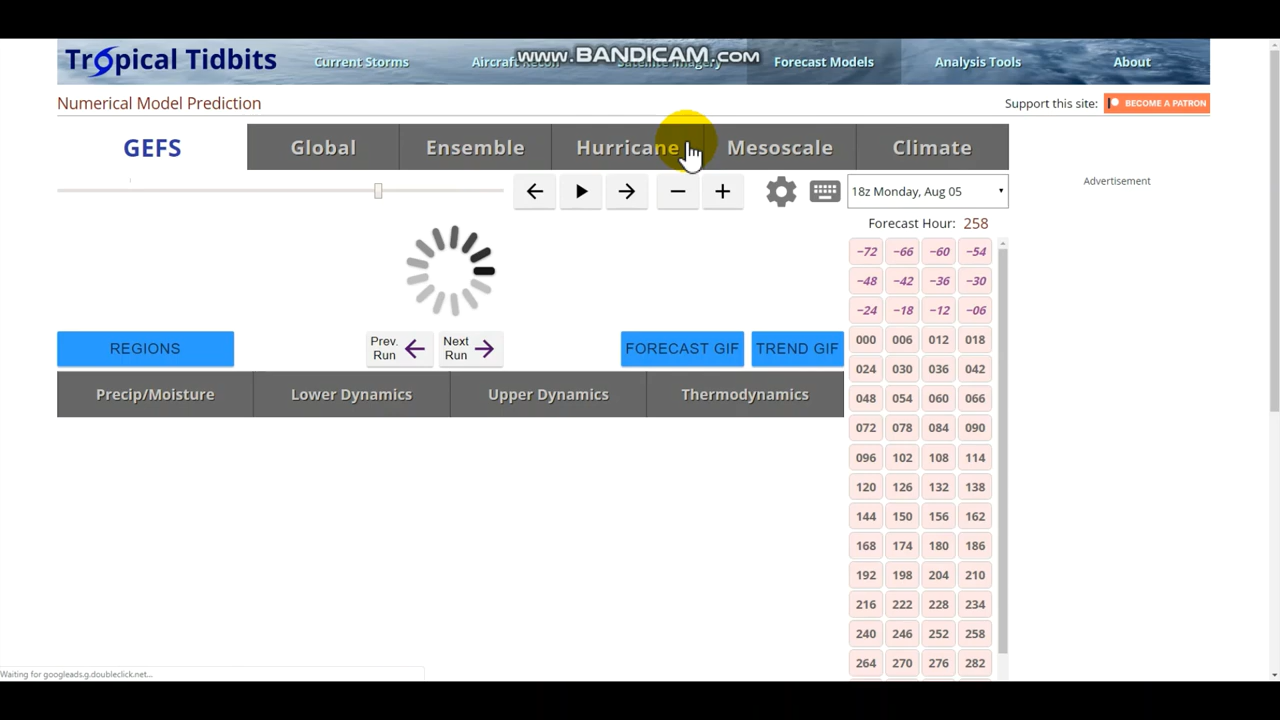 www.BANDICAM.com
Tropical Tidbits
Current Storms
Aircraft Recon
Satellite Imagery
Forecast Models
Analysis Tools
About
Numerical Model Prediction
Support this site:
BECOME A PATRON
GEFS
Global
Ensemble
Hurricane
Mesoscale
Climate
Advertisement
18z Monday, Aug 05
Forecast Hour: 258
REGIONS
Prev.
Run
Next
Run
FORECAST GIF
TREND GIF
Precip/Moisture
Lower Dynamics
Upper Dynamics
Thermodynamics
−72 −66 −60 −54
−48 −42 −36 −30
−24 −18 −12 −06
000 006 012 018
024 030 036 042
048 054 060 066
072 078 084 090
096 102 108 114
120 126 132 138
144 150 156 162
168 174 180 186
192 198 204 210
216 222 228 234
240 246 252 258
264 270 276 282
Waiting for googleads.g.doubleclick.net...